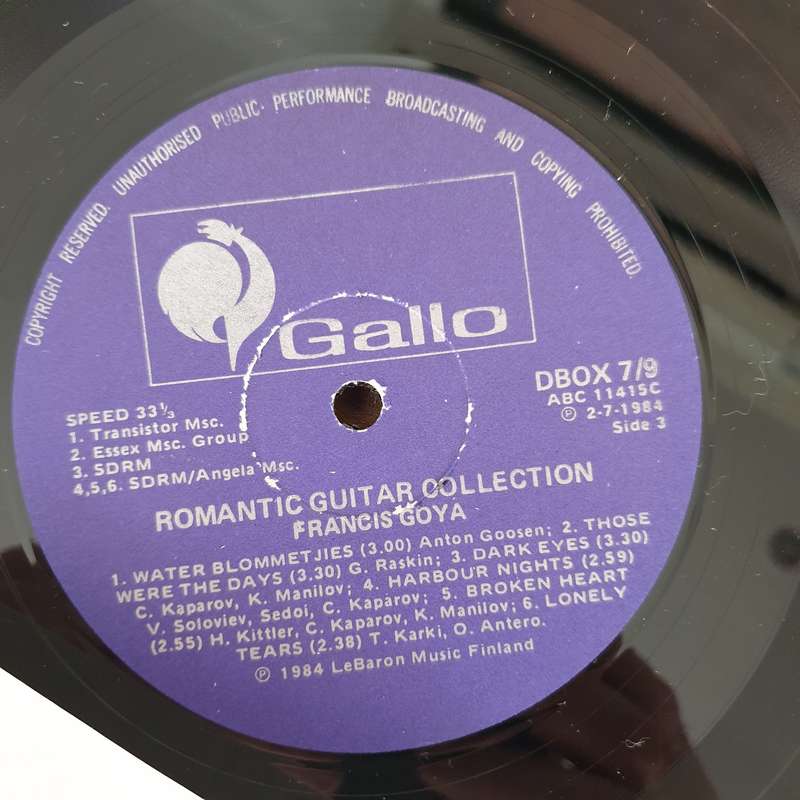 COPYRIGHT RESERVED. UNAUTHORISED PUBLIC PERFORMANCE BROADCASTING AND COPYING PROHIBITED.
Gallo
SPEED 33 1/3
1. Transistor Msc.
2. Essex Msc. Group
3. SDRM
4,5,6. SDRM/Angela Msc.
DBOX 7/9
ABC 11415C
℗ 2-7-1984
Side 3
ROMANTIC GUITAR COLLECTION
FRANCIS GOYA
1. WATER BLOMMETJIES (3.00) Anton Goosen; 2. THOSE
WERE THE DAYS (3.30) G. Raskin; 3. DARK EYES (3.30)
C. Kaparov, K. Manilov; 4. HARBOUR NIGHTS (2.59)
V. Soloviev, Sedoi, C. Kaparov; 5. BROKEN HEART
(2.55) H. Kittler, C. Kaparov, K. Manilov; 6. LONELY
TEARS (2.38) T. Karki, O. Antero.
℗ 1984 LeBaron Music Finland